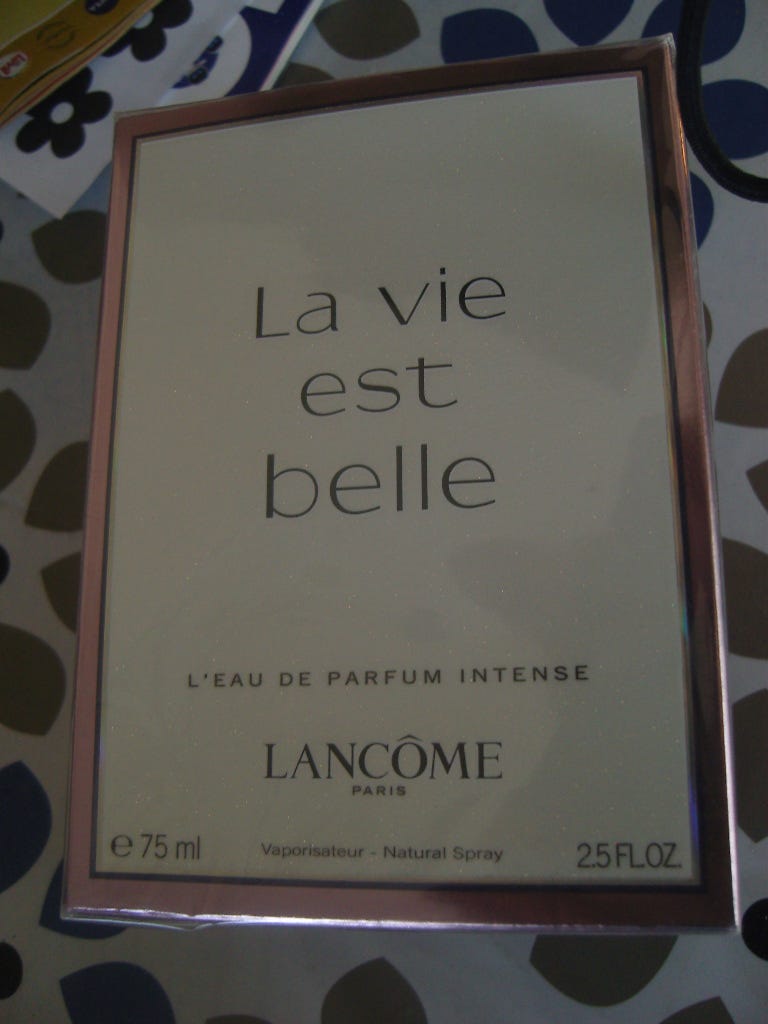 La vie
est
belle
L'EAU DE PARFUM INTENSE
LANCÔME
PARIS
℮ 75 ml Vaporisateur - Natural Spray 2.5 FL.OZ.